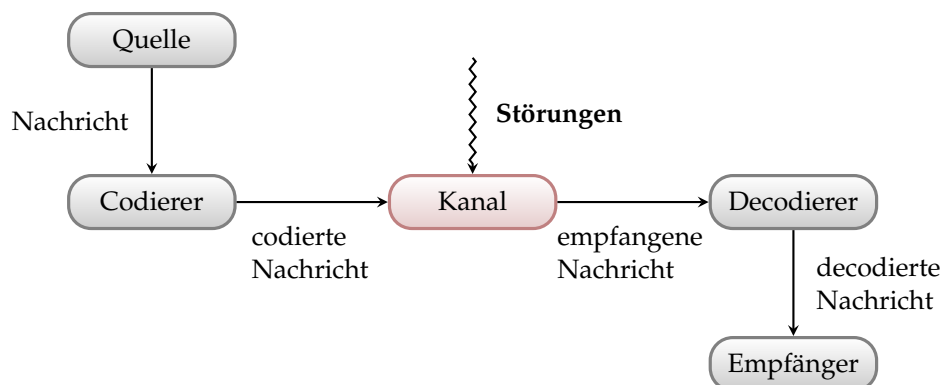 Quelle
Nachricht
Störungen
Codierer
Kanal
Decodierer
codierte
Nachricht
empfangene
Nachricht
decodierte
Nachricht
Empfänger